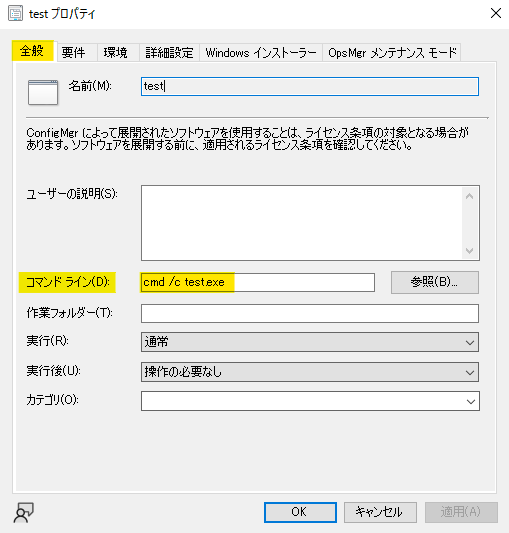 test プロパティ
全般 要件 環境 詳細設定 Windows インストーラー OpsMgr メンテナンス モード
名前(M): test
ConfigMgr によって展開されたソフトウェアを使用することは、ライセンス条項の対象となる場合が
あります。ソフトウェアを展開する前に、適用されるライセンス条項を確認してください。
ユーザーの説明(S):
コマンド ライン(D): cmd /c test.exe 参照(B)...
作業フォルダー(T):
実行(R): 通常
実行後(U): 操作の必要なし
カテゴリ(O):
OK キャンセル 適用(A)